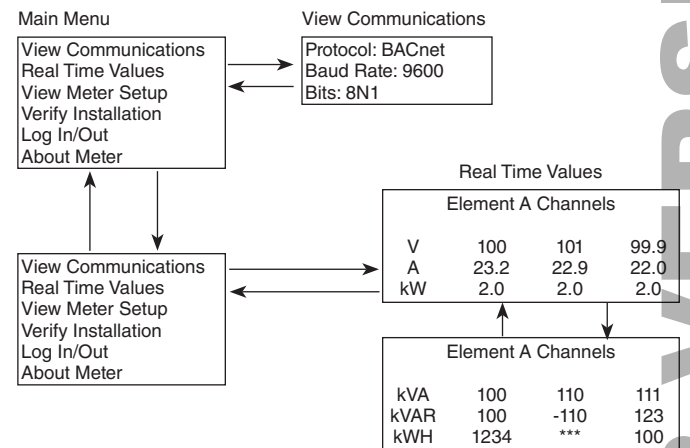 Main Menu
View Communications
Real Time Values
View Meter Setup
Verify Installation
Log In/Out
About Meter
View Communications
Protocol: BACnet
Baud Rate: 9600
Bits: 8N1
View Communications
Real Time Values
View Meter Setup
Verify Installation
Log In/Out
About Meter
Real Time Values
Element A Channels
V 100 101 99.9
A 23.2 22.9 22.0
kW 2.0 2.0 2.0
Element A Channels
kVA 100 110 111
kVAR 100 -110 123
kWH 1234 *** 100